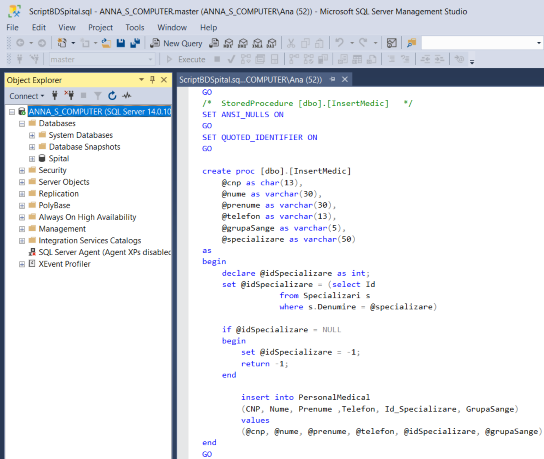 ScriptBDSpital.sql - ANNA_S_COMPUTER.master (ANNA_S_COMPUTER\Ana (52)) - Microsoft SQL Server Management Studio
File Edit View Project Tools Window Help
New Query
MDX DMX XMLA DAX
master
Execute
Object Explorer
ScriptBDSpital.sq...COMPUTER\Ana (52))
Connect
ANNA_S_COMPUTER (SQL Server 14.0.10
Databases
System Databases
Database Snapshots
Spital
Security
Server Objects
Replication
PolyBase
Always On High Availability
Management
Integration Services Catalogs
SQL Server Agent (Agent XPs disabled
XEvent Profiler
GO
/* StoredProcedure [dbo].[InsertMedic] */
SET ANSI_NULLS ON
GO
SET QUOTED_IDENTIFIER ON
GO
create proc [dbo].[InsertMedic]
@cnp as char(13),
@nume as varchar(30),
@prenume as varchar(30),
@telefon as varchar(13),
@grupaSange as varchar(5),
@specializare as varchar(50)
as
begin
declare @idSpecializare as int;
set @idSpecializare = (select Id
from Specializari s
where s.Denumire = @specializare)
if @idSpecializare = NULL
begin
set @idSpecializare = -1;
return -1;
end
insert into PersonalMedical
(CNP, Nume, Prenume ,Telefon, Id_Specializare, GrupaSange)
values
(@cnp, @nume, @prenume, @telefon, @idSpecializare, @grupaSange)
end
GO